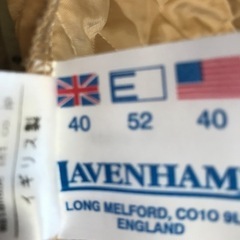 40 52 40
LAVENHAM
LONG MELFORD, CO10 9L
ENGLAND
イギリス製